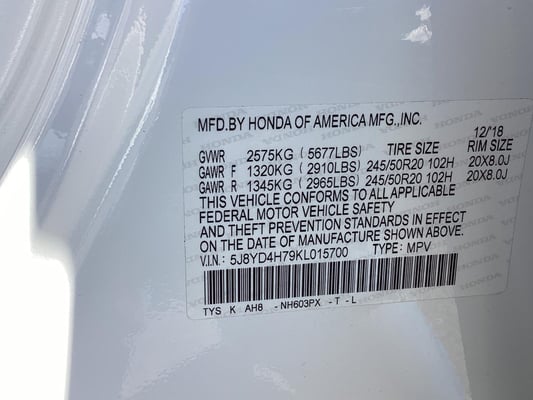 MFD.BY HONDA OF AMERICA MFG.,INC. 12/18
GVWR 2575KG (5677LBS) TIRE SIZE RIM SIZE
GAWR F 1320KG (2910LBS) 245/50R20 102H 20X8.0J
GAWR R 1345KG (2965LBS) 245/50R20 102H 20X8.0J
THIS VEHICLE CONFORMS TO ALL APPLICABLE
FEDERAL MOTOR VEHICLE SAFETY
AND THEFT PREVENTION STANDARDS IN EFFECT
ON THE DATE OF MANUFACTURE SHOWN ABOVE.
V.I.N: 5J8YD4H79KL015700 TYPE: MPV
TYS K AH8 -NH603PX - T - L